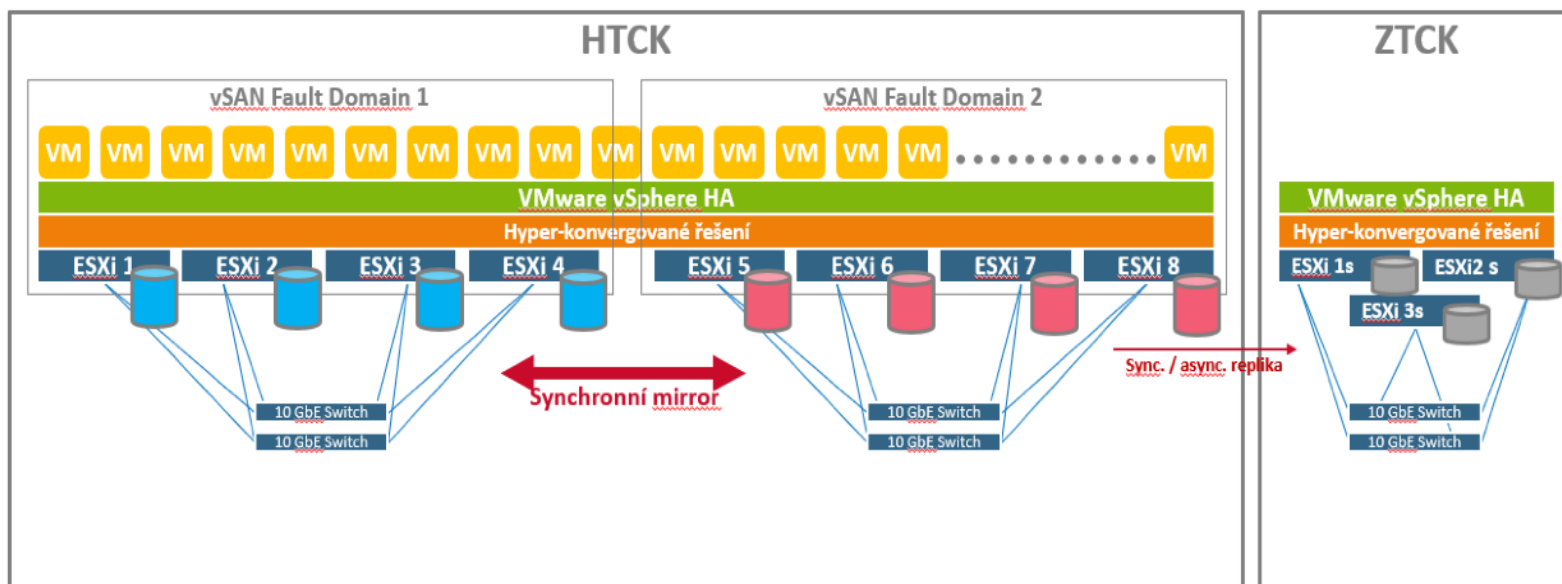 HTCK
ZTCK
vSAN Fault Domain 1
vSAN Fault Domain 2
VM VM VM VM VM VM VM VM VM VM VM VM VM VM VM ............. VM
VMware vSphere HA
VMware vSphere HA
Hyper-konvergované řešení
Hyper-konvergované řešení
ESXi 1 ESXi 2 ESXi 3 ESXi 4 ESXi 5 ESXi 6 ESXi 7 ESXi 8
ESXi 1s ESXi2 s
ESXi 3s
Synchronní mirror
Sync. / async. replika
10 GbE Switch
10 GbE Switch
10 GbE Switch
10 GbE Switch
10 GbE Switch
10 GbE Switch